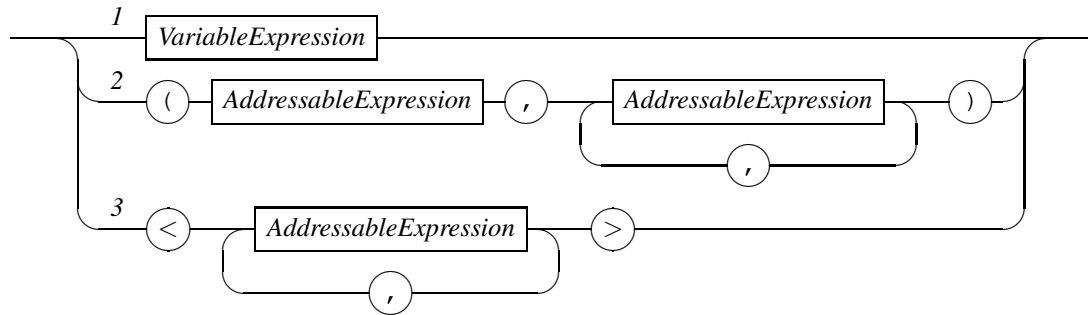 1 VariableExpression
2 ( AddressableExpression , AddressableExpression )
,
3 < AddressableExpression >
,